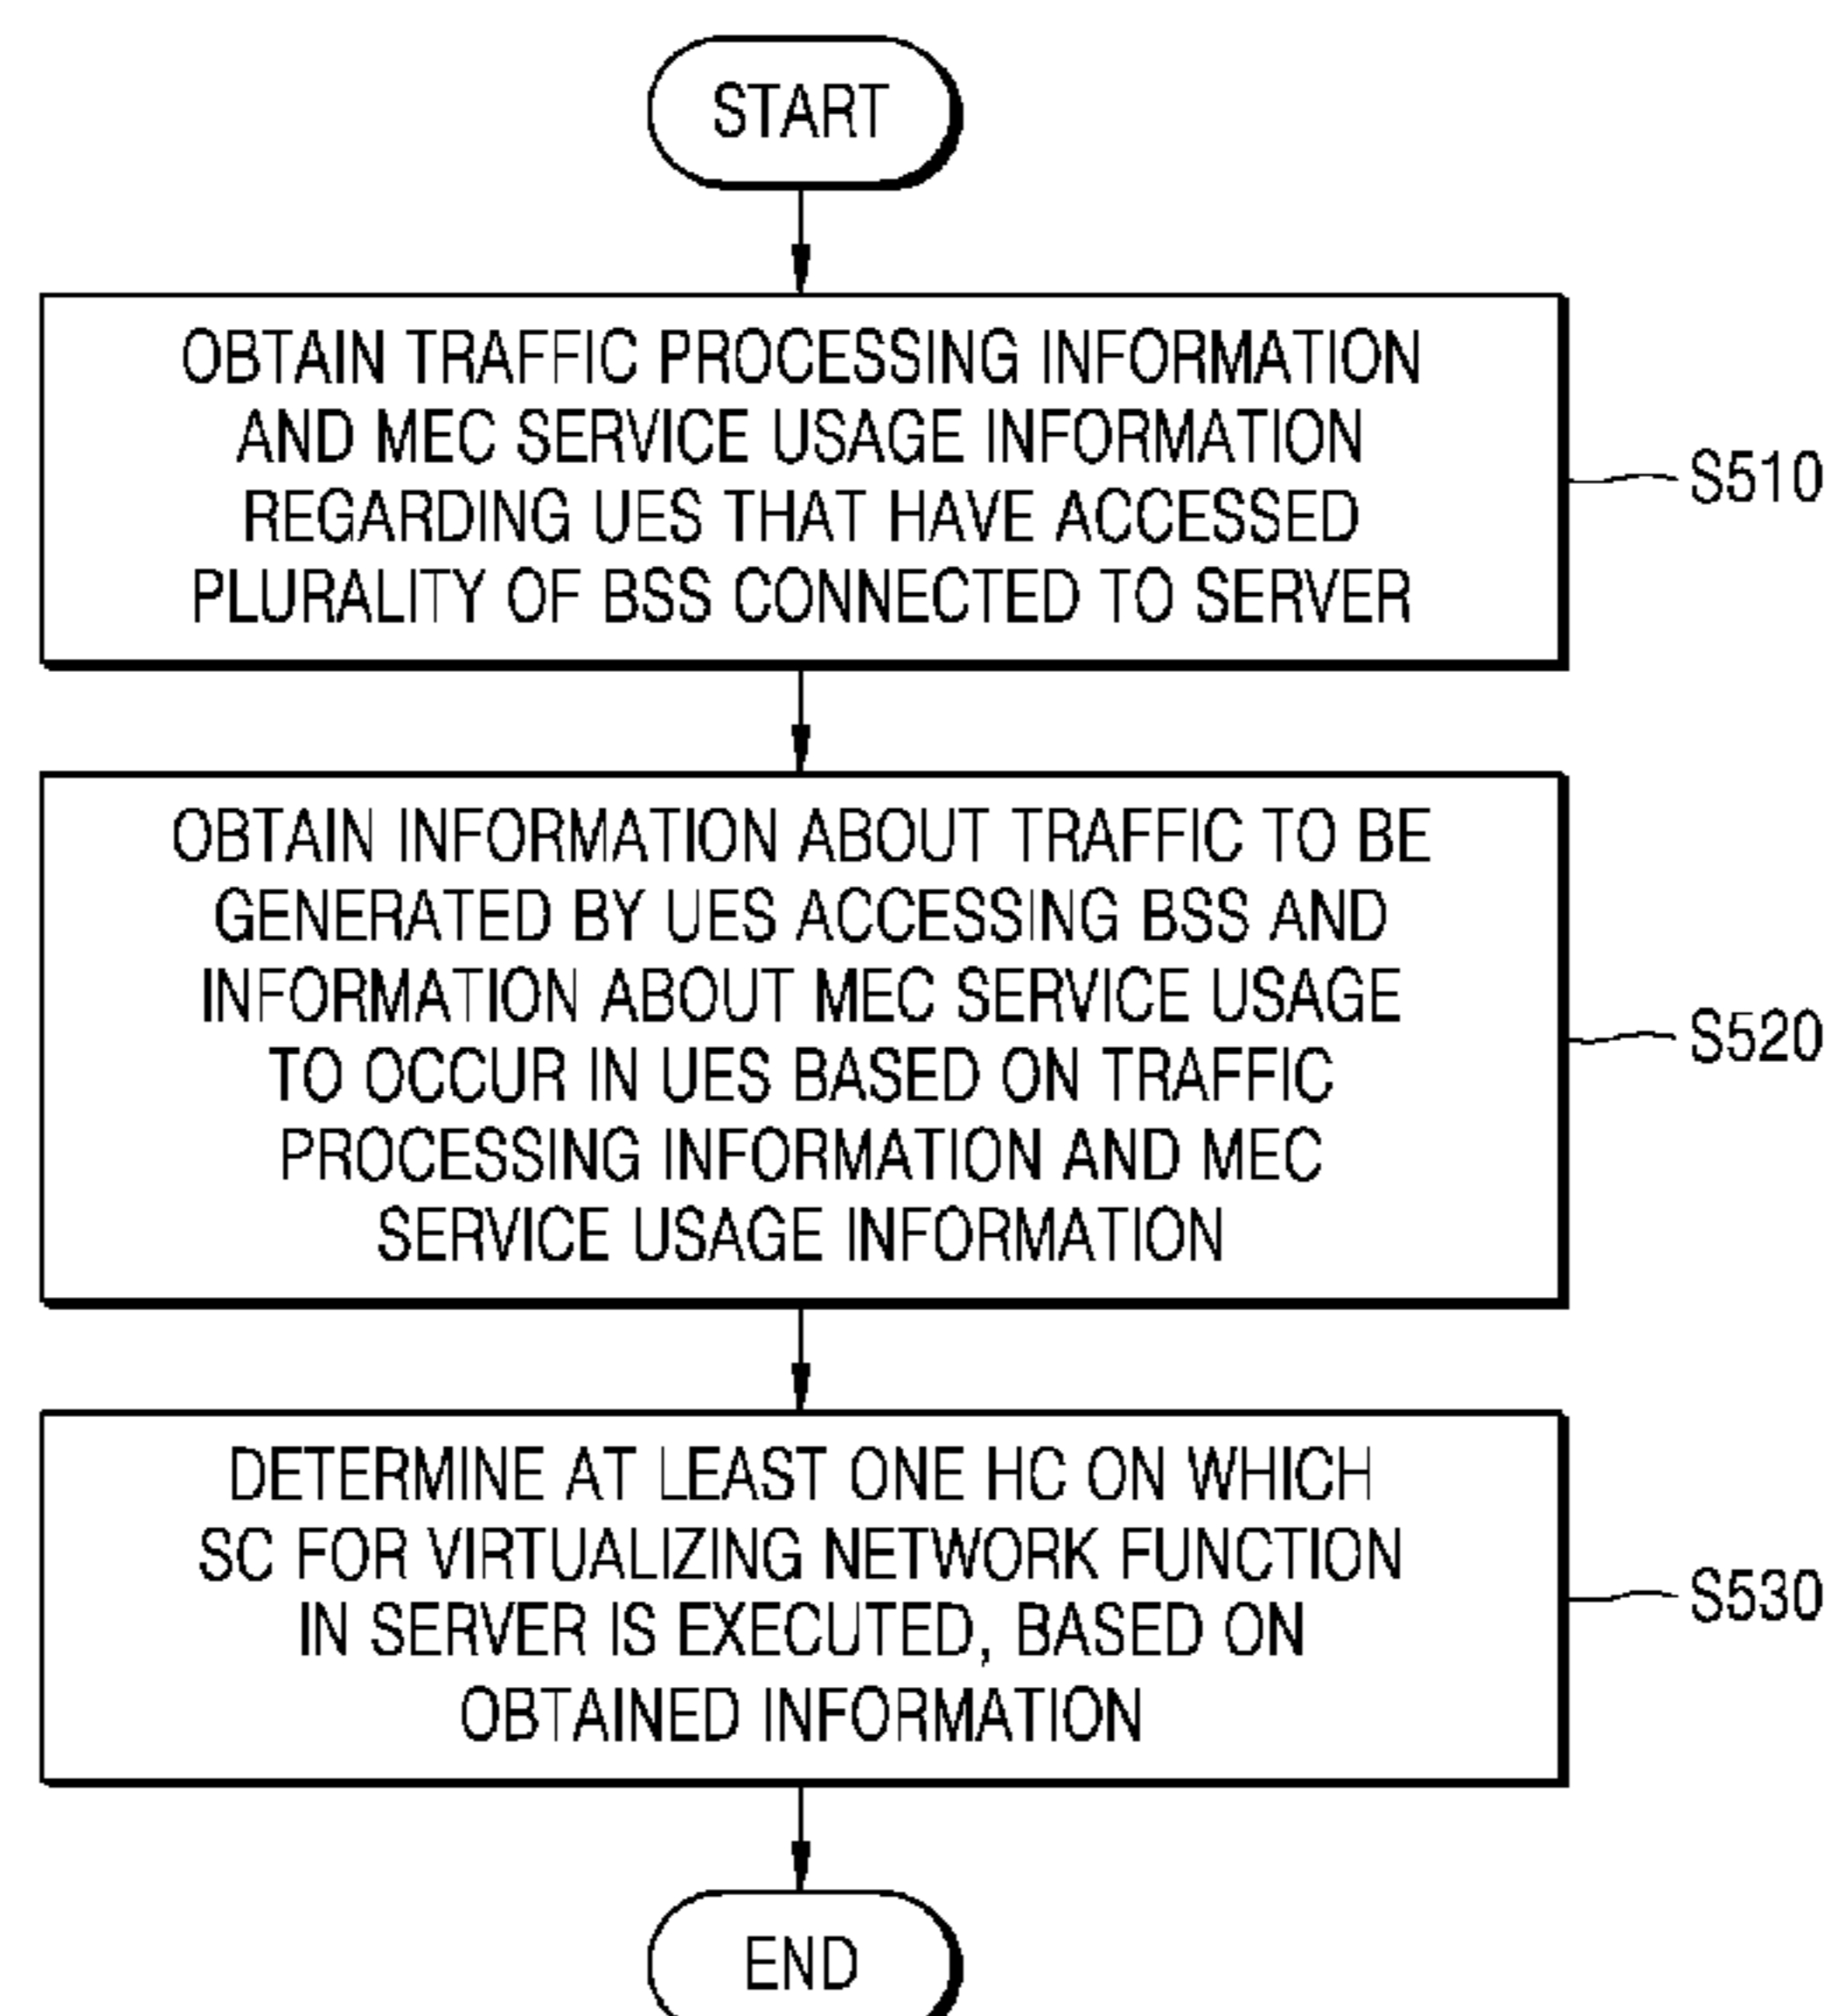 START
OBTAIN TRAFFIC PROCESSING INFORMATION
AND MEC SERVICE USAGE INFORMATION
REGARDING UES THAT HAVE ACCESSED
PLURALITY OF BSS CONNECTED TO SERVER
S510
OBTAIN INFORMATION ABOUT TRAFFIC TO BE
GENERATED BY UES ACCESSING BSS AND
INFORMATION ABOUT MEC SERVICE USAGE
TO OCCUR IN UES BASED ON TRAFFIC
PROCESSING INFORMATION AND MEC
SERVICE USAGE INFORMATION
S520
DETERMINE AT LEAST ONE HC ON WHICH
SC FOR VIRTUALIZING NETWORK FUNCTION
IN SERVER IS EXECUTED, BASED ON
OBTAINED INFORMATION
S530
END